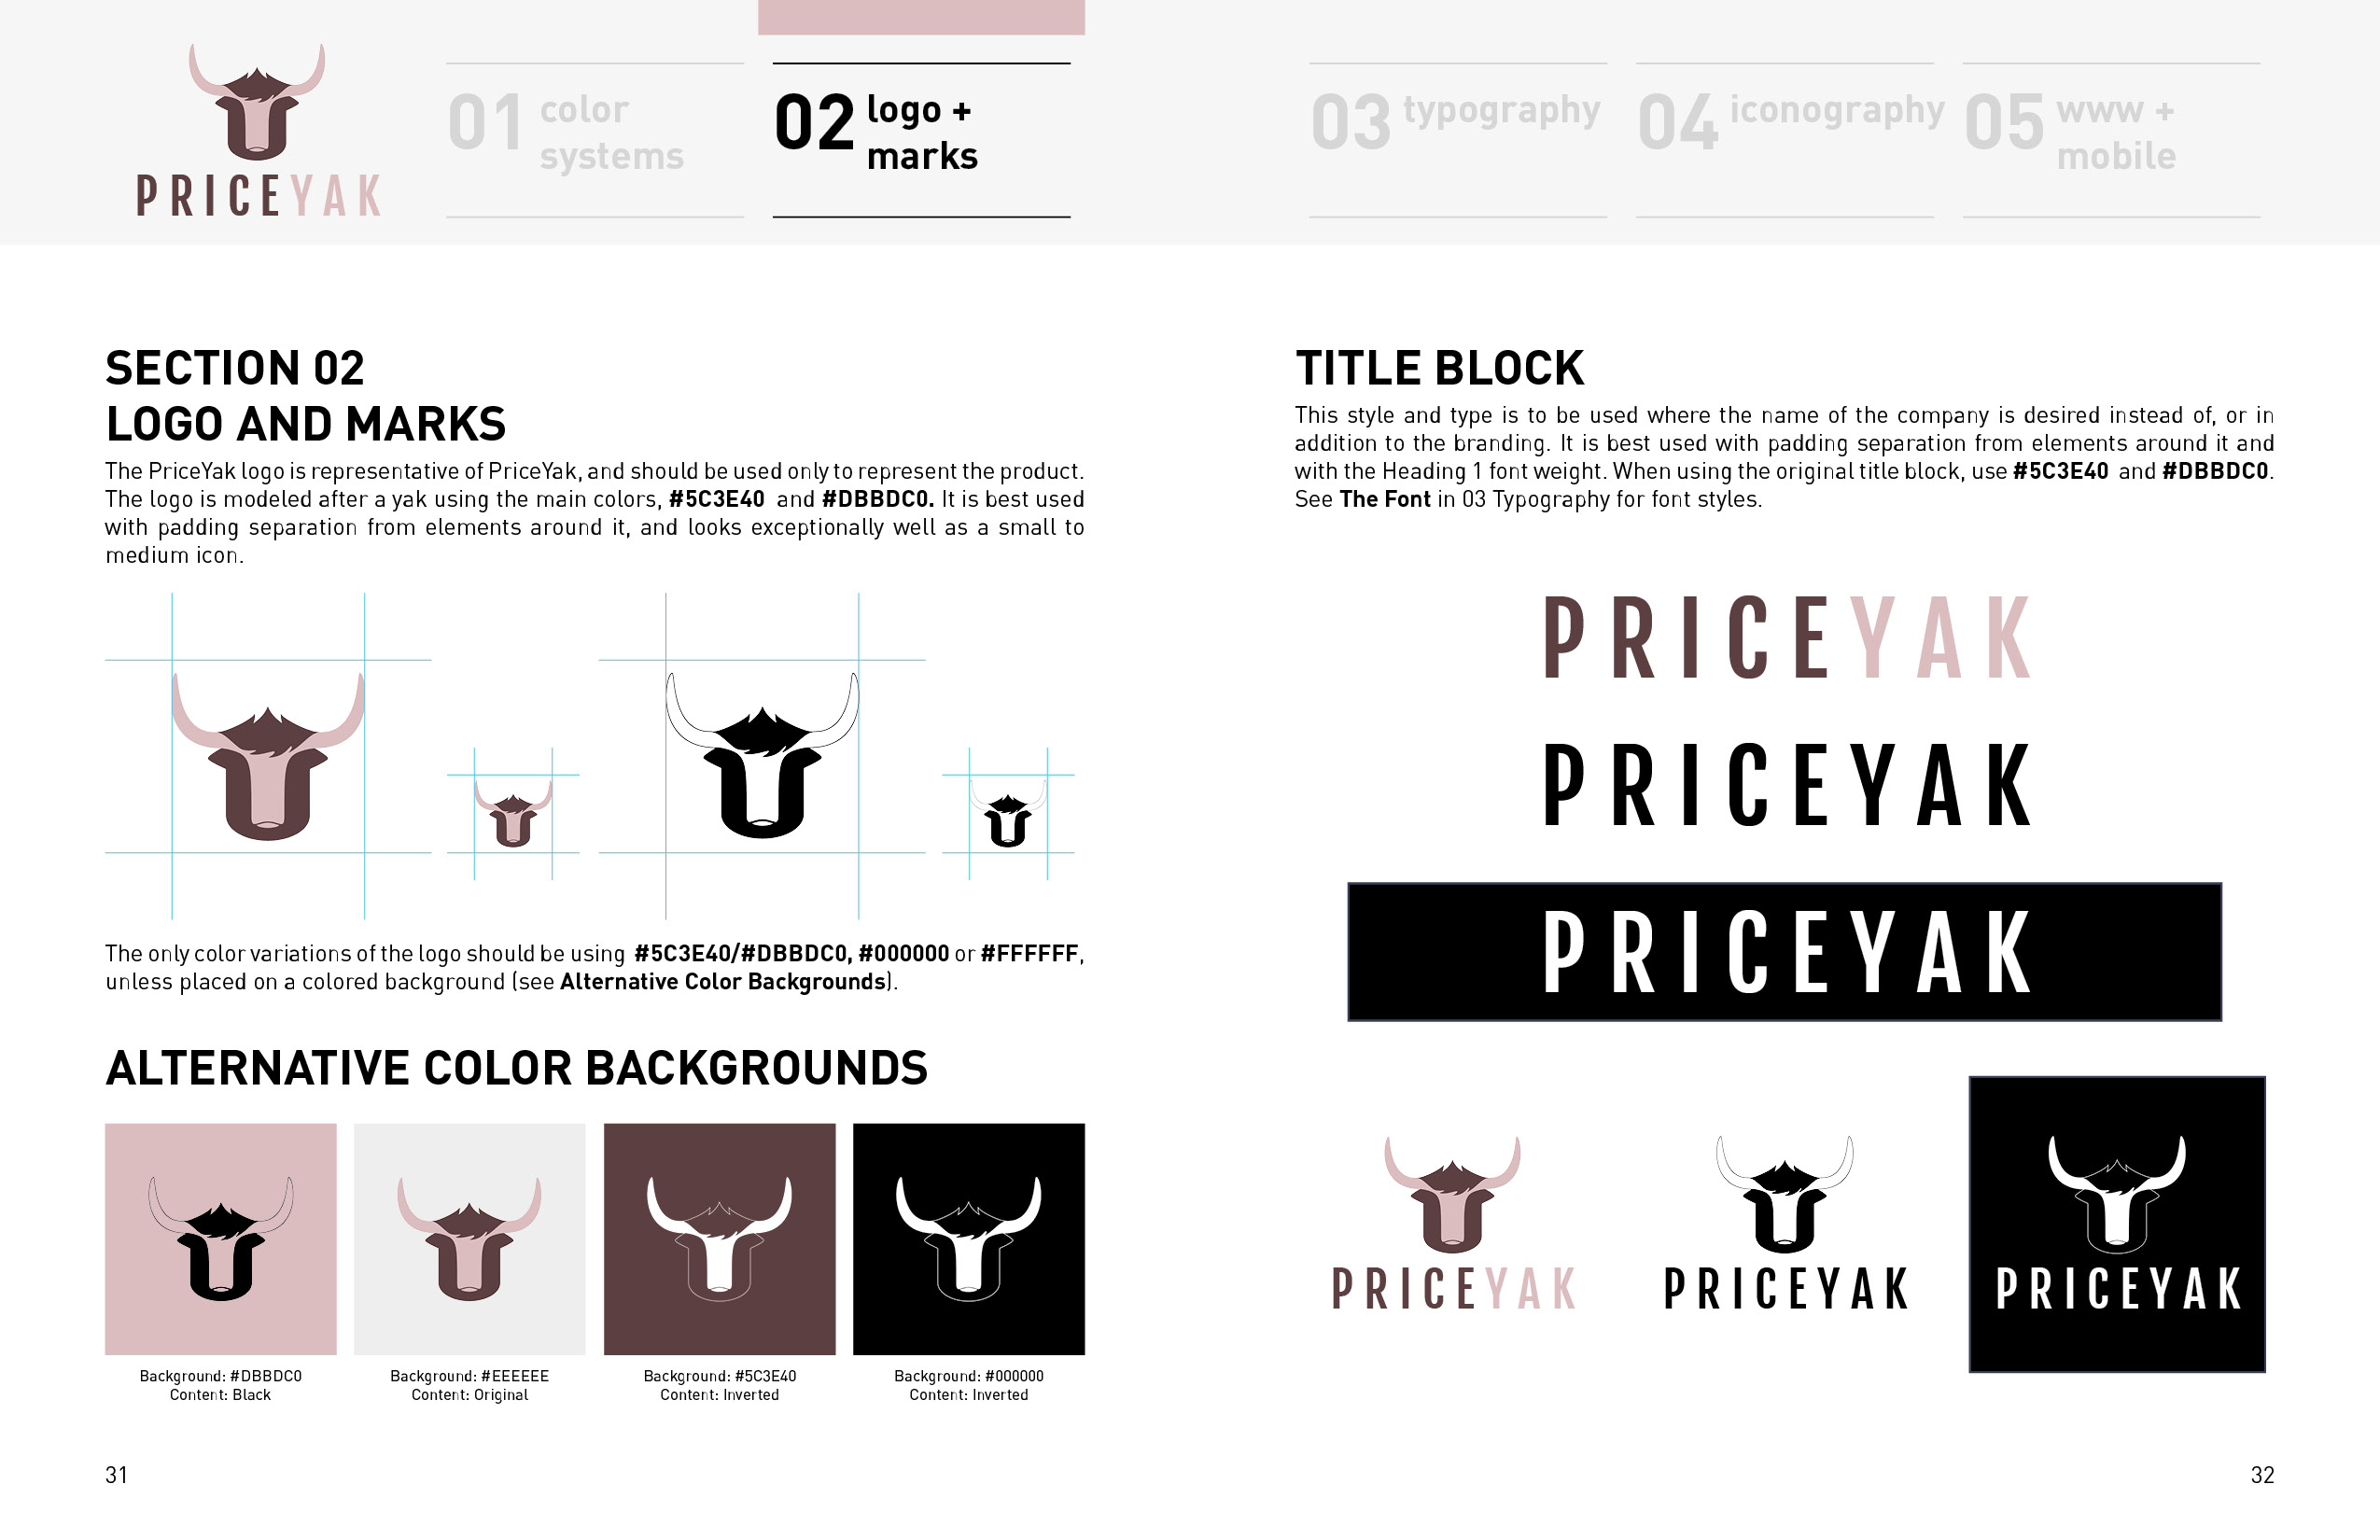 PRICEYAK
01 color
systems
02 logo +
marks
03 typography
04 iconography
05 www +
mobile
SECTION 02
LOGO AND MARKS
The PriceYak logo is representative of PriceYak, and should be used only to represent the product.
The logo is modeled after a yak using the main colors, #5C3E40 and #DBBDC0. It is best used
with padding separation from elements around it, and looks exceptionally well as a small to
medium icon.
The only color variations of the logo should be using #5C3E40/#DBBDC0, #000000 or #FFFFFF,
unless placed on a colored background (see Alternative Color Backgrounds).
ALTERNATIVE COLOR BACKGROUNDS
Background: #DBBDC0
Content: Black
Background: #EEEEEE
Content: Original
Background: #5C3E40
Content: Inverted
Background: #000000
Content: Inverted
31
TITLE BLOCK
This style and type is to be used where the name of the company is desired instead of, or in
addition to the branding. It is best used with padding separation from elements around it and
with the Heading 1 font weight. When using the original title block, use #5C3E40 and #DBBDC0.
See The Font in 03 Typography for font styles.
PRICEYAK
PRICEYAK
PRICEYAK
PRICEYAK
PRICEYAK
PRICEYAK
32